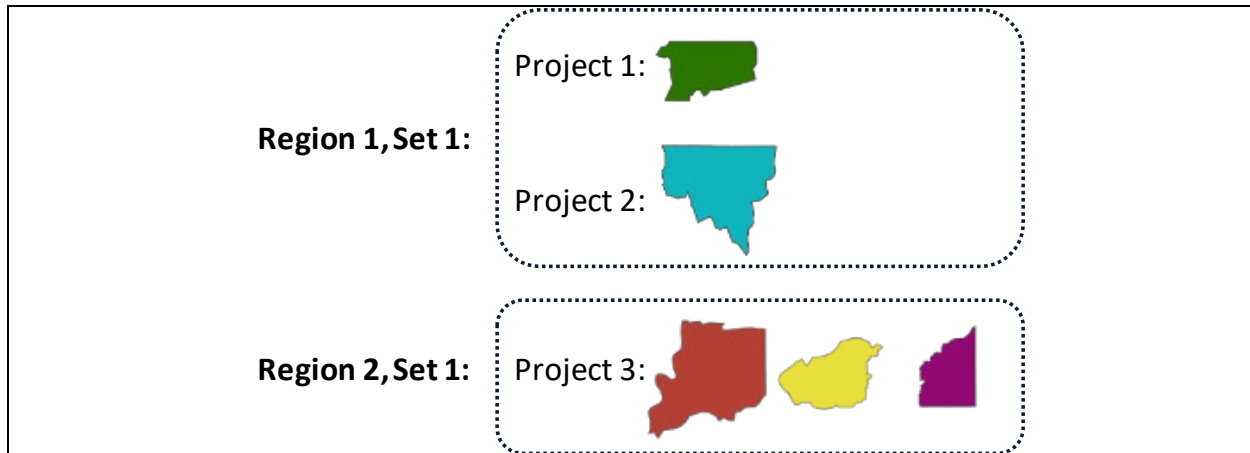 Project 1:
Region 1, Set 1:
Project 2:
Region 2, Set 1:
Project 3: